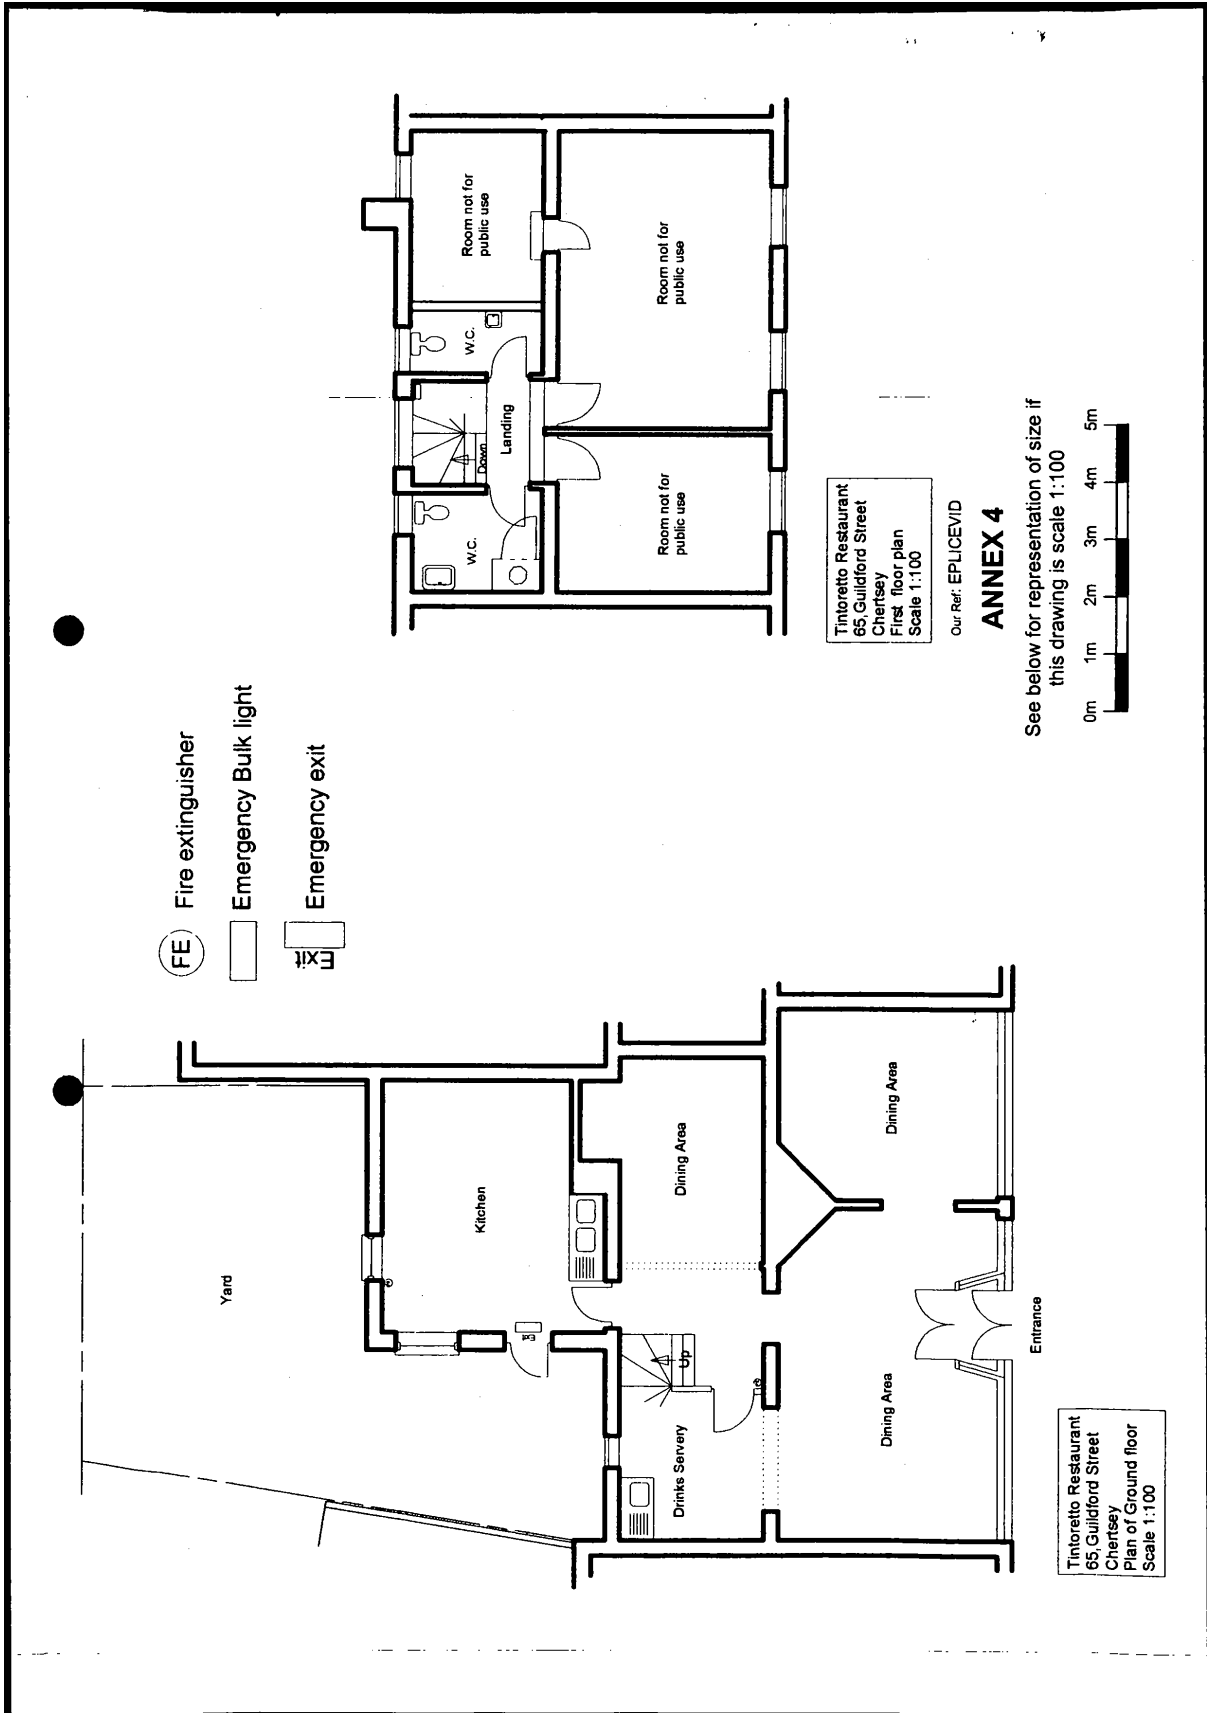 FE Fire extinguisher
Emergency Bulk light
Exit Emergency exit
Yard
Kitchen
Dining Area
Up
Drinks Servery
Dining Area
Dining Area
Entrance
Tintoretto Restaurant
65,Guildford Street
Chertsey
Plan of Ground floor
Scale 1:100
Room not for
public use
W.C.
W.C.
Down
Landing
Room not for
public use
Room not for
public use
Tintoretto Restaurant
65,Guildford Street
Chertsey
First floor plan
Scale 1:100
Our Ref: EPLICEVID
ANNEX 4
See below for representation of size if
this drawing is scale 1:100
0m 1m 2m 3m 4m 5m